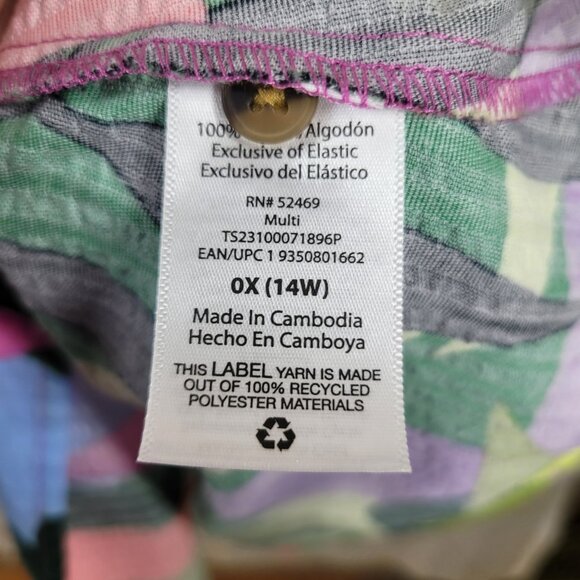 100% /Algodón
Exclusive of Elastic
Exclusivo del Elástico
RN# 52469
Multi
TS23100071896P
EAN/UPC 1 9350801662
0X (14W)
Made In Cambodia
Hecho En Camboya
THIS LABEL YARN IS MADE
OUT OF 100% RECYCLED
POLYESTER MATERIALS